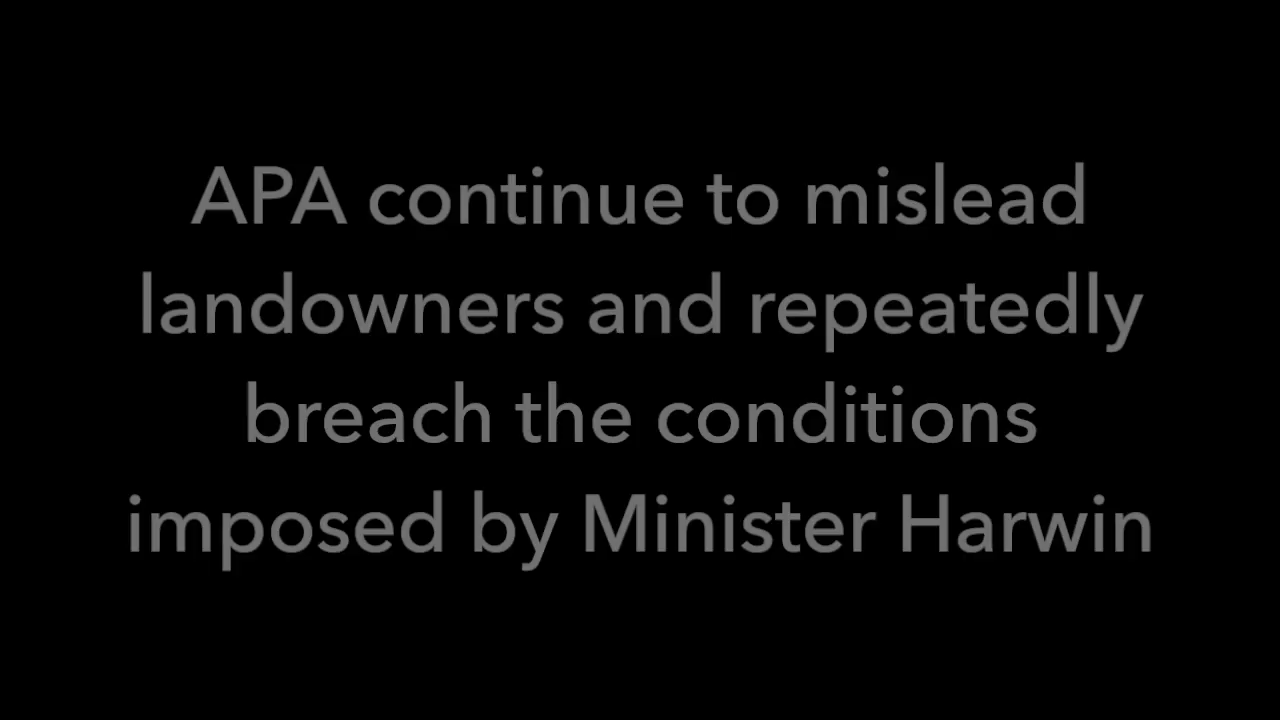 APA continue to mislead
landowners and repeatedly
breach the conditions
imposed by Minister Harwin